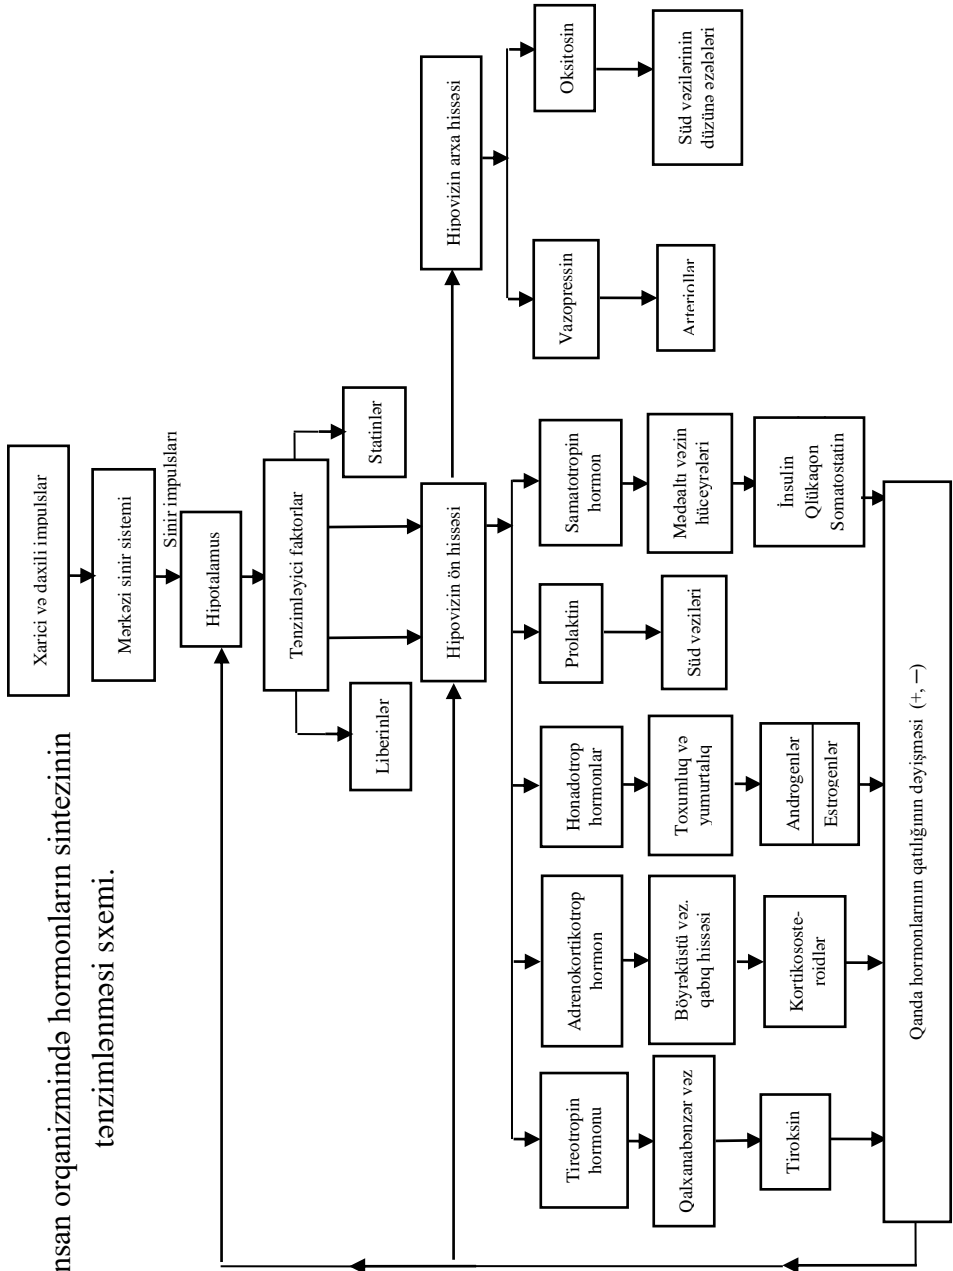 nsan orqanizmində hormonların sintezinin
tənzimlənməsi sxemi.
Xarici və daxili impulslar
Mərkəzi sinir sistemi
Sinir impulsları
Hipotalamus
Tənzimləyici faktorlar
Liberinlər
Statinlər
Hipovizin ön hissəsi
Hipovizin arxa hissəsi
Tireotropin
hormonu
Adrenokortikotrop
hormon
Honadotrop
hormonlar
Prolaktin
Samatotropin
hormon
Vazopressin
Oksitosin
Qalxanabənzər vəz
Böyrəküstü vəz.
qabıq hissəsi
Toxumluq və
yumurtalıq
Süd vəziləri
Mədəaltı vəzin
hüceyrələri
Arteriollar
Süd vəzilərinin
düzünə əzələləri
Tiroksin
Kortikososte-
roidlər
Androgenlər
Estrogenlər
İnsulin
Qlükaqon
Somatostatin
Qanda hormonlarının qatılığının dəyişməsi (+, −)